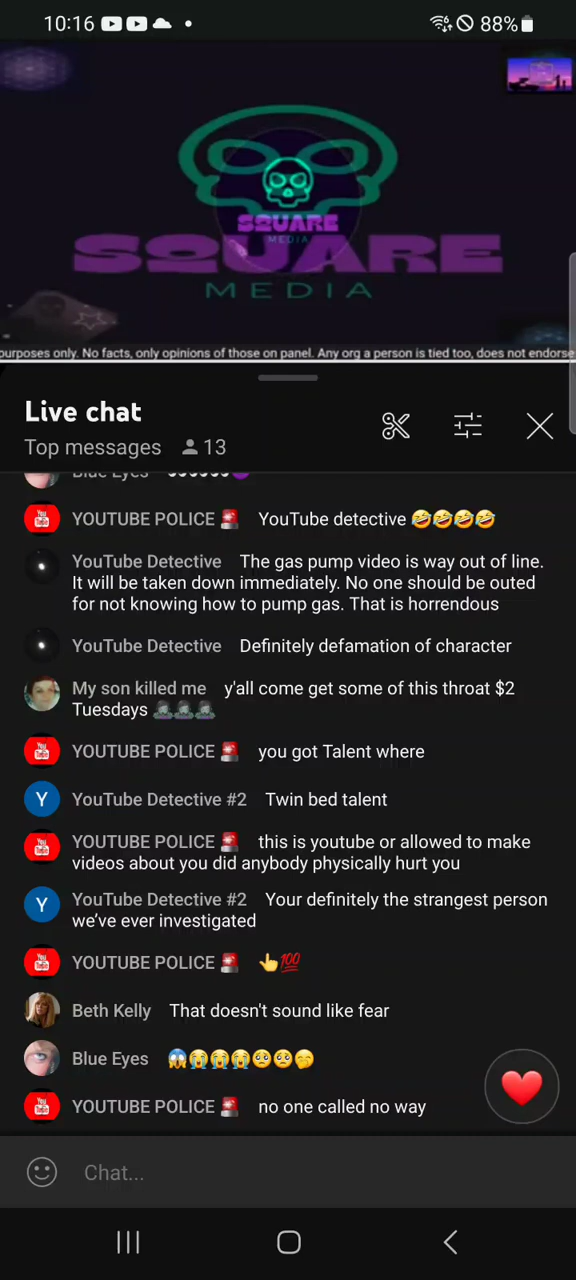 10:16
88%
SQUARE
MEDIA
SQUARE
MEDIA
purposes only. No facts, only opinions of those on panel. Any org a person is tied too, does not endorse
Live chat
Top messages 13
Blue Eyes
YOUTUBE POLICE 🚨 YouTube detective 🤣🤣🤣🤣
YouTube Detective The gas pump video is way out of line.
It will be taken down immediately. No one should be outed
for not knowing how to pump gas. That is horrendous
YouTube Detective Definitely defamation of character
My son killed me y'all come get some of this throat $2
Tuesdays
YOUTUBE POLICE 🚨 you got Talent where
Y YouTube Detective #2 Twin bed talent
YOUTUBE POLICE 🚨 this is youtube or allowed to make
videos about you did anybody physically hurt you
Y YouTube Detective #2 Your definitely the strangest person
we've ever investigated
YOUTUBE POLICE 🚨 👆💯
Beth Kelly That doesn't sound like fear
Blue Eyes 😱😭😭😭🥺🥺🤭
YOUTUBE POLICE 🚨 no one called no way
Chat...